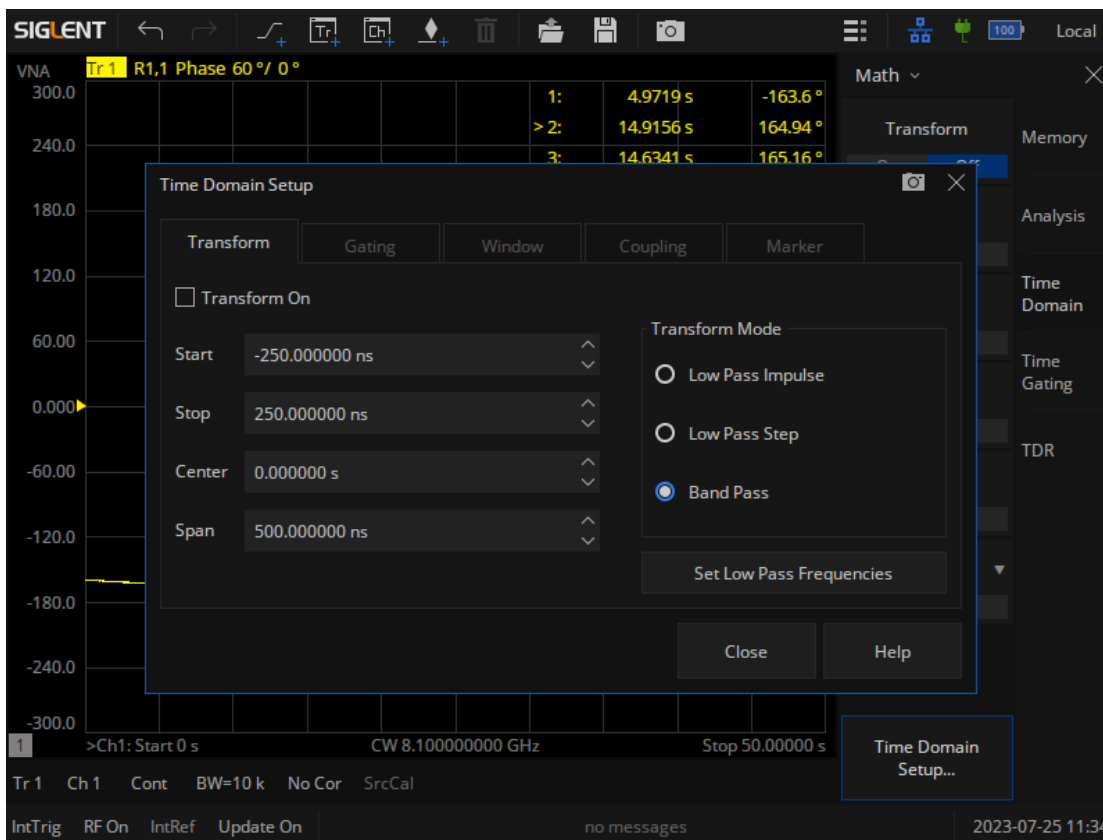 SIGLENT Tr Ch 100 Local
VNA Tr 1 R1,1 Phase 60 °/ 0 °
300.0
240.0
180.0
120.0
60.00
0.000
-60.00
-120.0
-180.0
-240.0
-300.0
1: 4.9719 s -163.6 °
> 2: 14.9156 s 164.94 °
3: 14.6341 s 165.16 °
Math
Transform
Off
Memory
Analysis
Time
Domain
Time
Gating
TDR
Time Domain Setup
Transform Gating Window Coupling Marker
Transform On
Start -250.000000 ns
Stop 250.000000 ns
Center 0.000000 s
Span 500.000000 ns
Transform Mode
Low Pass Impulse
Low Pass Step
Band Pass
Set Low Pass Frequencies
Close Help
Time Domain
Setup...
1 >Ch1: Start 0 s CW 8.100000000 GHz Stop 50.00000 s
Tr 1 Ch 1 Cont BW=10 k No Cor SrcCal
IntTrig RF On IntRef Update On no messages 2023-07-25 11:34